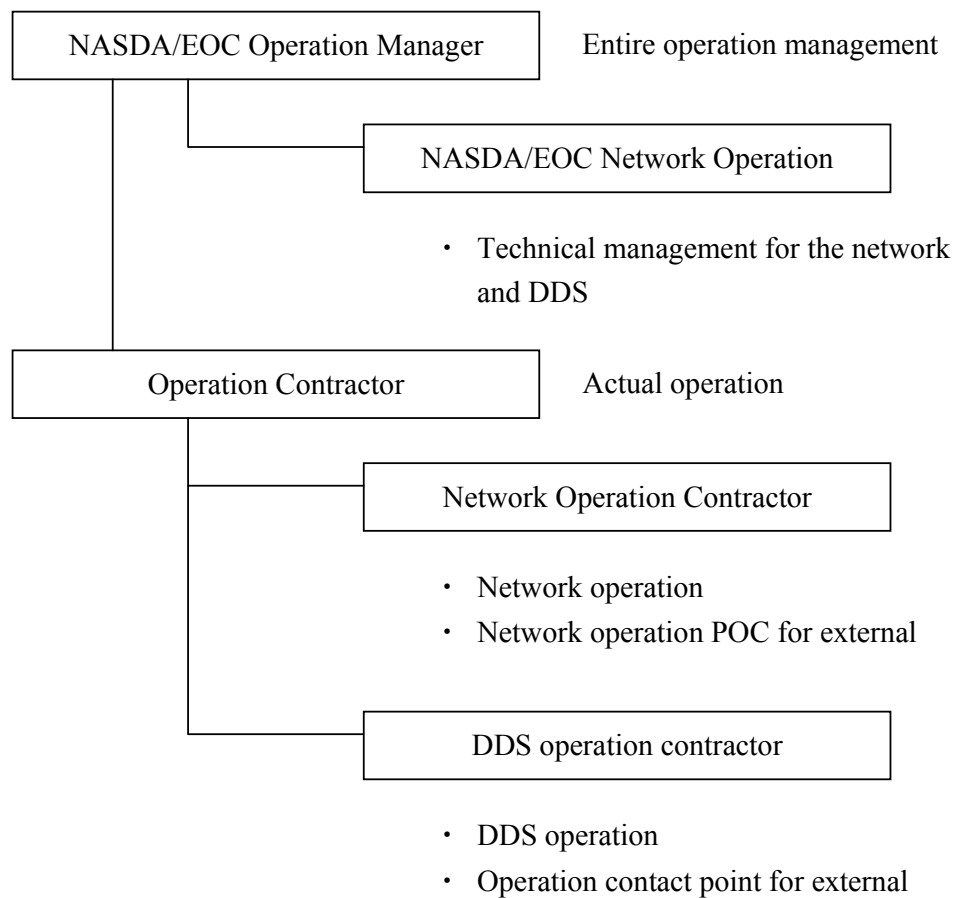 NASDA/EOC Operation Manager
Entire operation management
NASDA/EOC Network Operation
・ Technical management for the network
and DDS
Operation Contractor
Actual operation
Network Operation Contractor
・ Network operation
・ Network operation POC for external
DDS operation contractor
・ DDS operation
・ Operation contact point for external